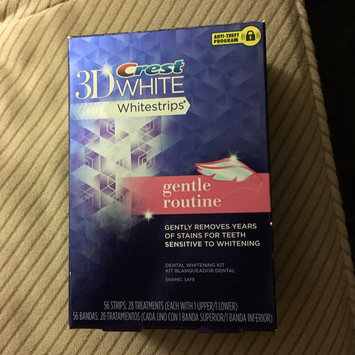 ANTI-THEFT
PROGRAM
Crest
3DWHITE
Whitestrips
gentle
routine
GENTLY REMOVES YEARS
OF STAINS FOR TEETH
SENSITIVE TO WHITENING
DENTAL WHITENING KIT
KIT BLANQUEADOR DENTAL
ENAMEL SAFE
56 STRIPS: 28 TREATMENTS (EACH WITH 1 UPPER/1 LOWER)
56 BANDAS: 28 TRATAMIENTOS (CADA UNO CON 1 BANDA SUPERIOR/1 BANDA INFERIOR)